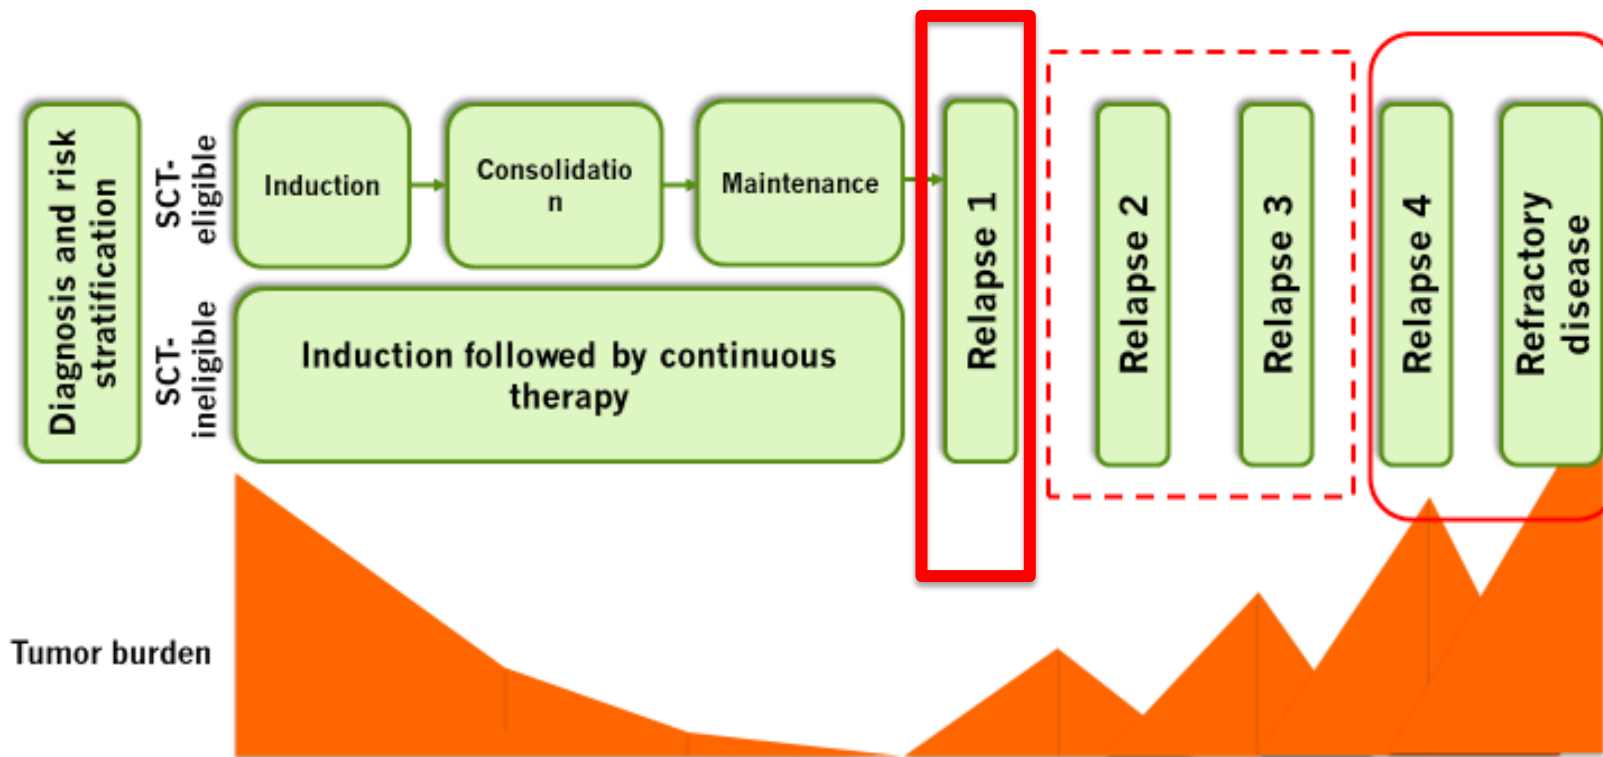 Diagnosis and risk
stratification
SCT-
eligible
Induction
Consolidatio
n
Maintenance
SCT-
ineligible
Induction followed by continuous
therapy
Relapse 1
Relapse 2
Relapse 3
Relapse 4
Refractory
disease
Tumor burden